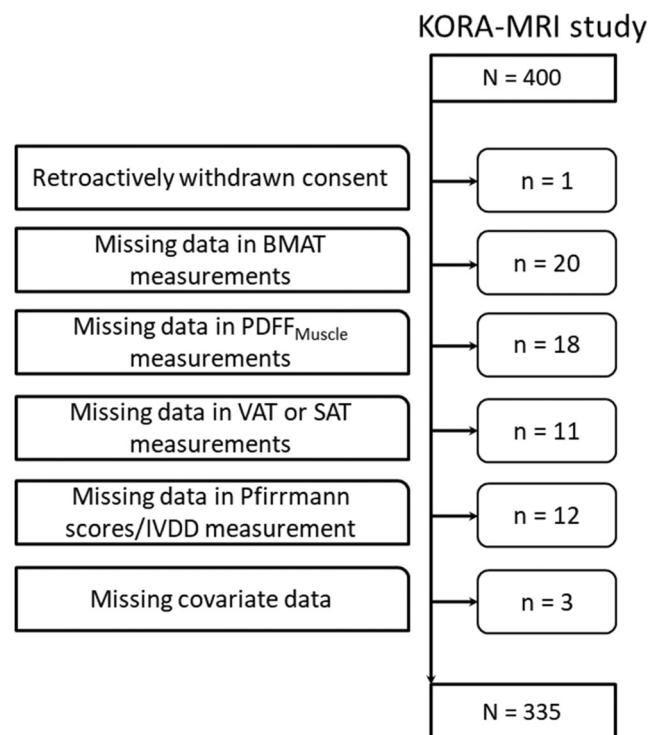 KORA-MRI study
N = 400
Retroactively withdrawn consent
n = 1
Missing data in BMAT
measurements
n = 20
Missing data in PDFFMuscle
measurements
n = 18
Missing data in VAT or SAT
measurements
n = 11
Missing data in Pfirrmann
scores/IVDD measurement
n = 12
Missing covariate data
n = 3
N = 335